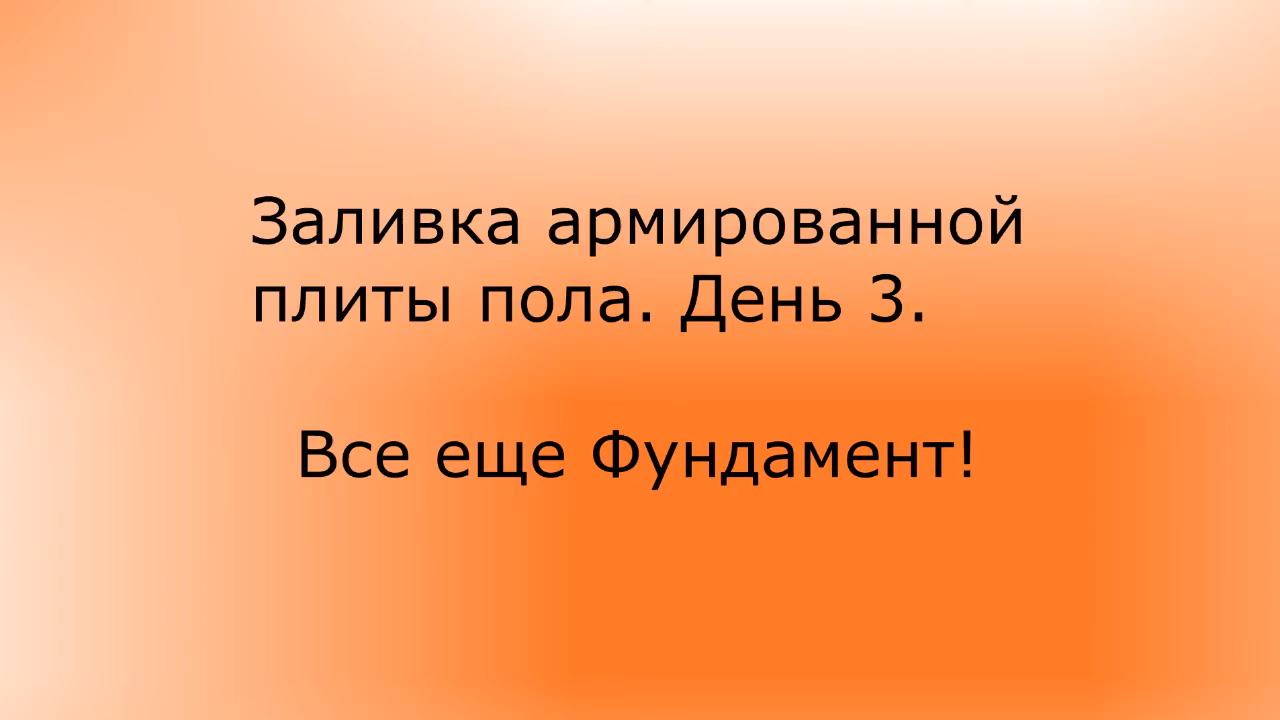 Заливка армированной
плиты пола. День 3.
Все еще Фундамент!